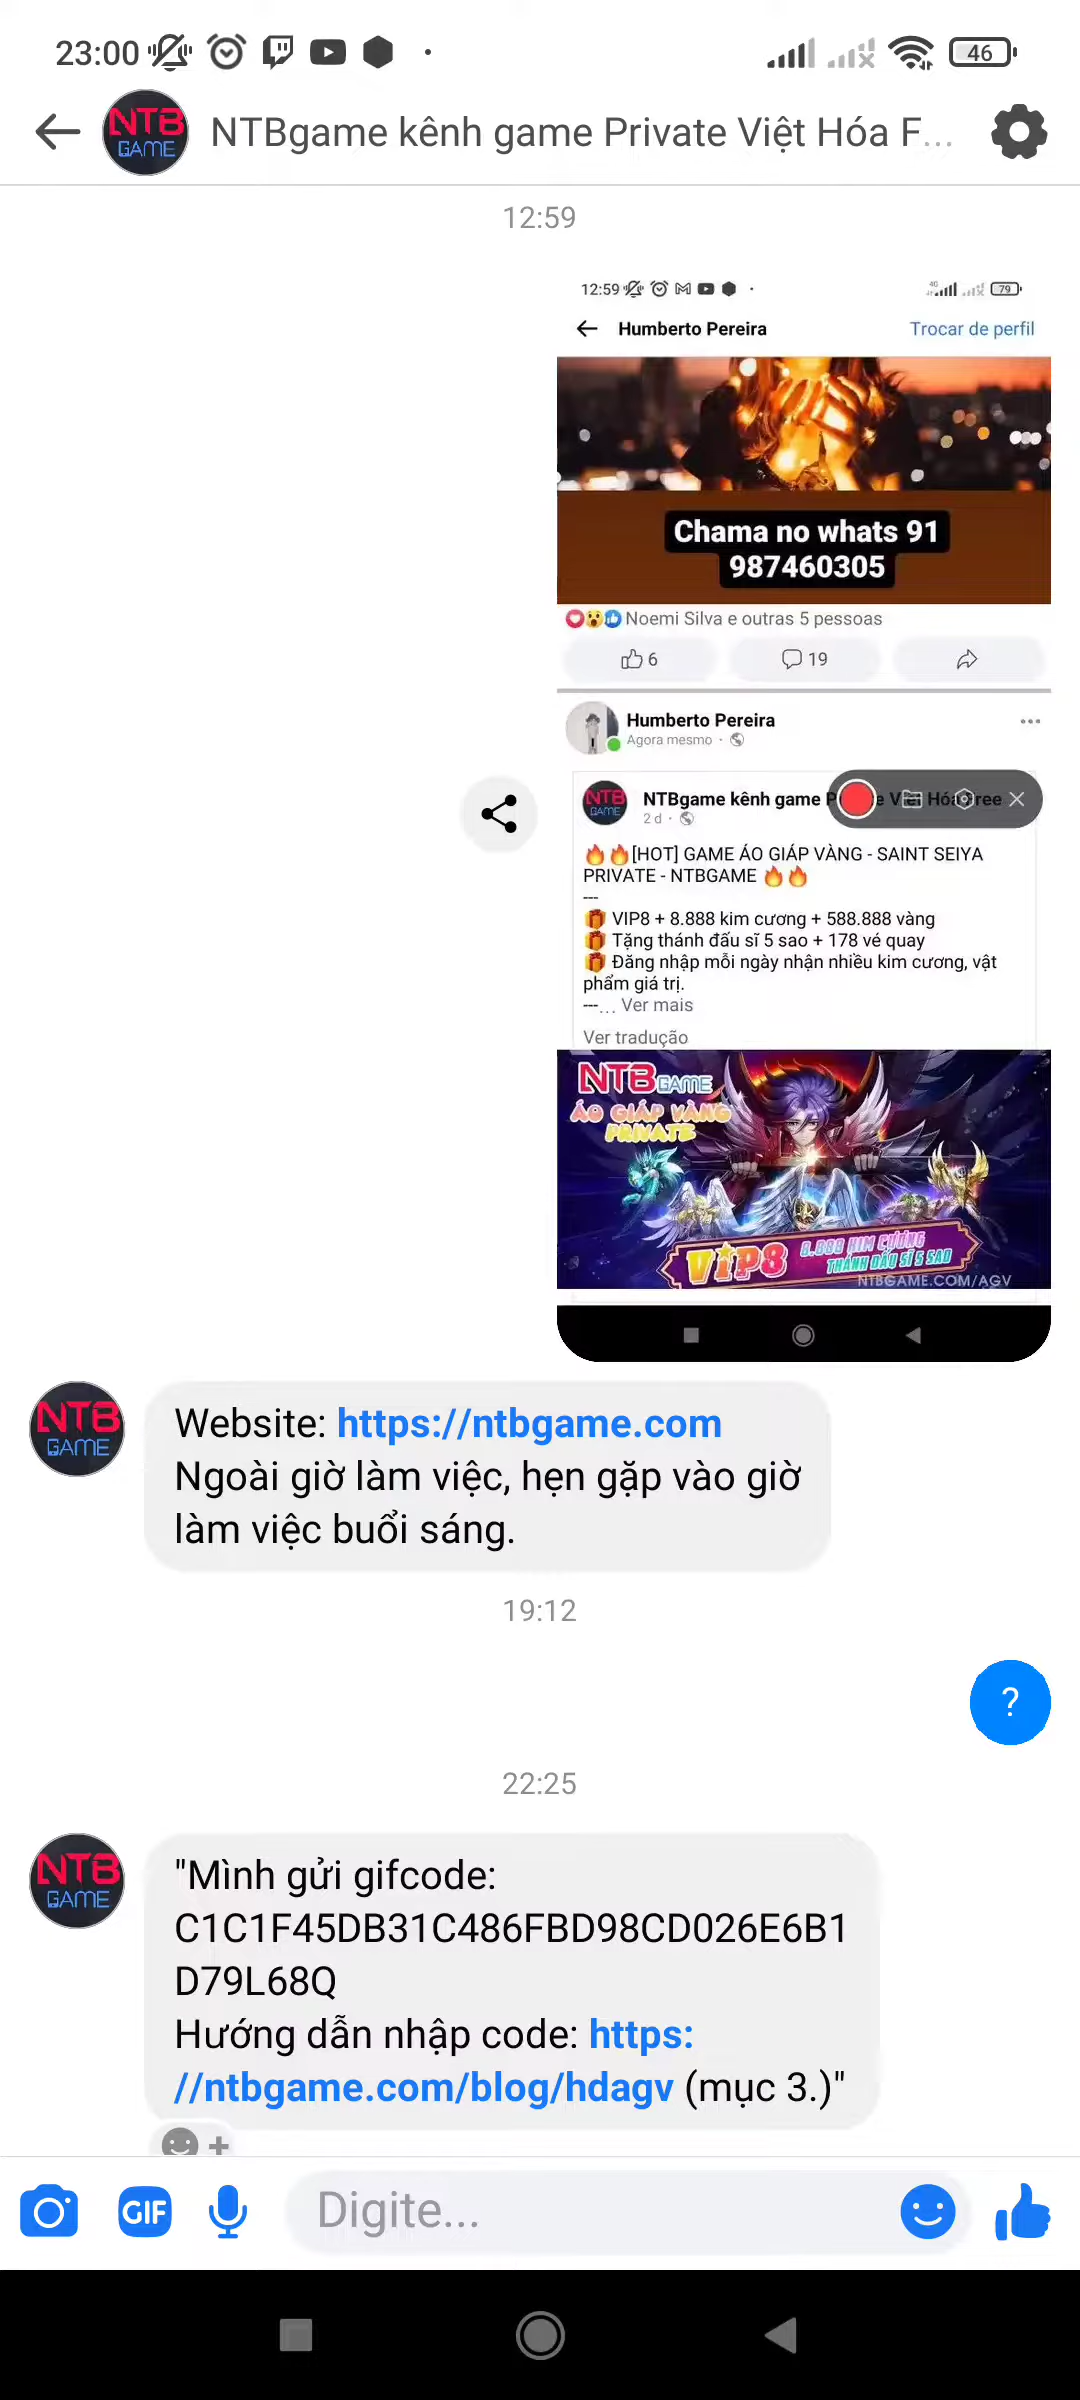 23:00
46
NTB
GAME
NTBgame kênh game Private Việt Hóa F...
12:59
12:59
4G
79
Humberto Pereira
Trocar de perfil
Chama no whats 91
987460305
Noemi Silva e outras 5 pessoas
6
19
Humberto Pereira
Agora mesmo ·
NTB
GAME
NTBgame kênh game P e Việt Hóa Free
2 d ·
🔥🔥[HOT] GAME ÁO GIÁP VÀNG - SAINT SEIYA
PRIVATE - NTBGAME 🔥🔥
---
🎁 VIP8 + 8.888 kim cương + 588.888 vàng
🎁 Tặng thánh đấu sĩ 5 sao + 178 vé quay
🎁 Đăng nhập mỗi ngày nhận nhiều kim cương, vật
phẩm giá trị.
---... Ver mais
Ver tradução
NTB GAME
ÁO GIÁP VÀNG
PRIVATE
VIP8
8.888 KIM CƯƠNG
THÁNH ĐẤU SĨ 5 SAO
NTBGAME.COM/AGV
NTB
GAME
Website: https://ntbgame.com
Ngoài giờ làm việc, hẹn gặp vào giờ
làm việc buổi sáng.
19:12
?
22:25
NTB
GAME
"Mình gửi gifcode:
C1C1F45DB31C486FBD98CD026E6B1
D79L68Q
Hướng dẫn nhập code: https:
//ntbgame.com/blog/hdagv (mục 3.)"
GIF
Digite...